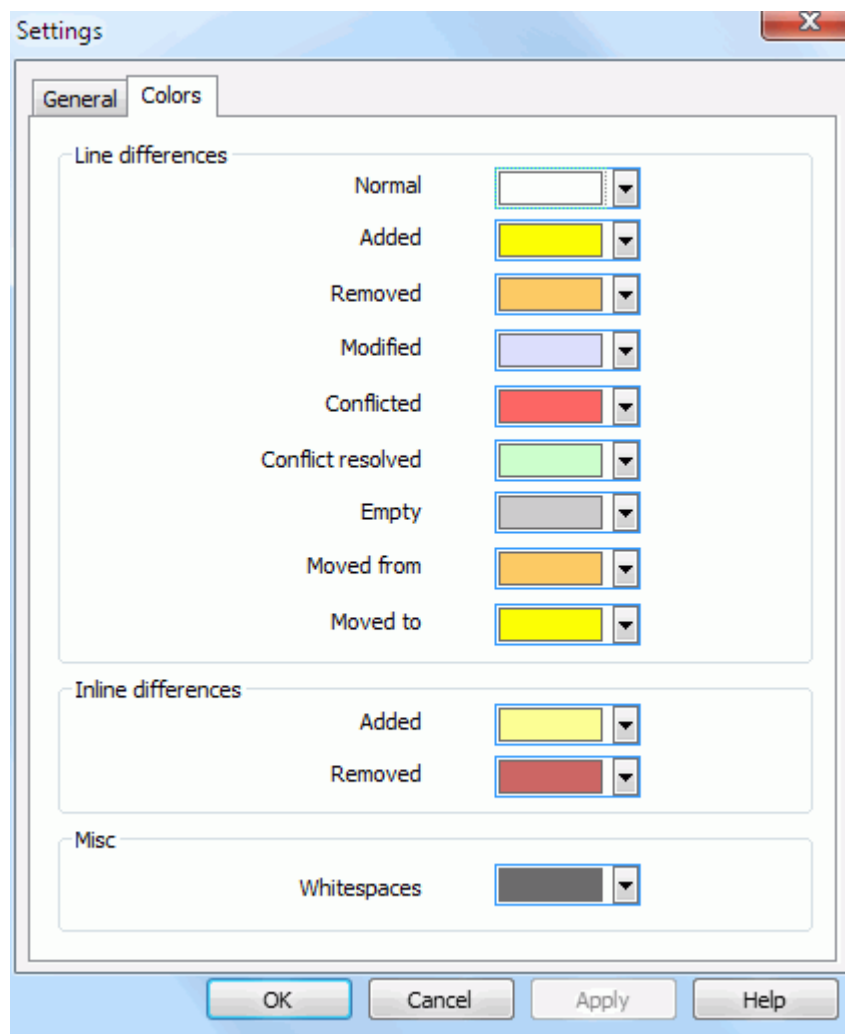 Settings
General Colors
Line differences
Normal
Added
Removed
Modified
Conflicted
Conflict resolved
Empty
Moved from
Moved to
Inline differences
Added
Removed
Misc
Whitespaces
OK Cancel Apply Help